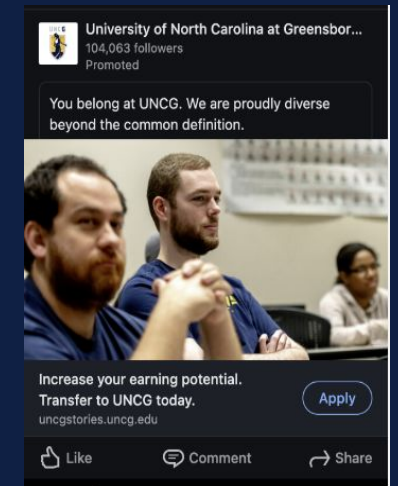 UNCG
University of North Carolina at Greensbor...
104,063 followers
Promoted
You belong at UNCG. We are proudly diverse
beyond the common definition.
Increase your earning potential.
Transfer to UNCG today.
uncgstories.uncg.edu
Apply
Like
Comment
Share